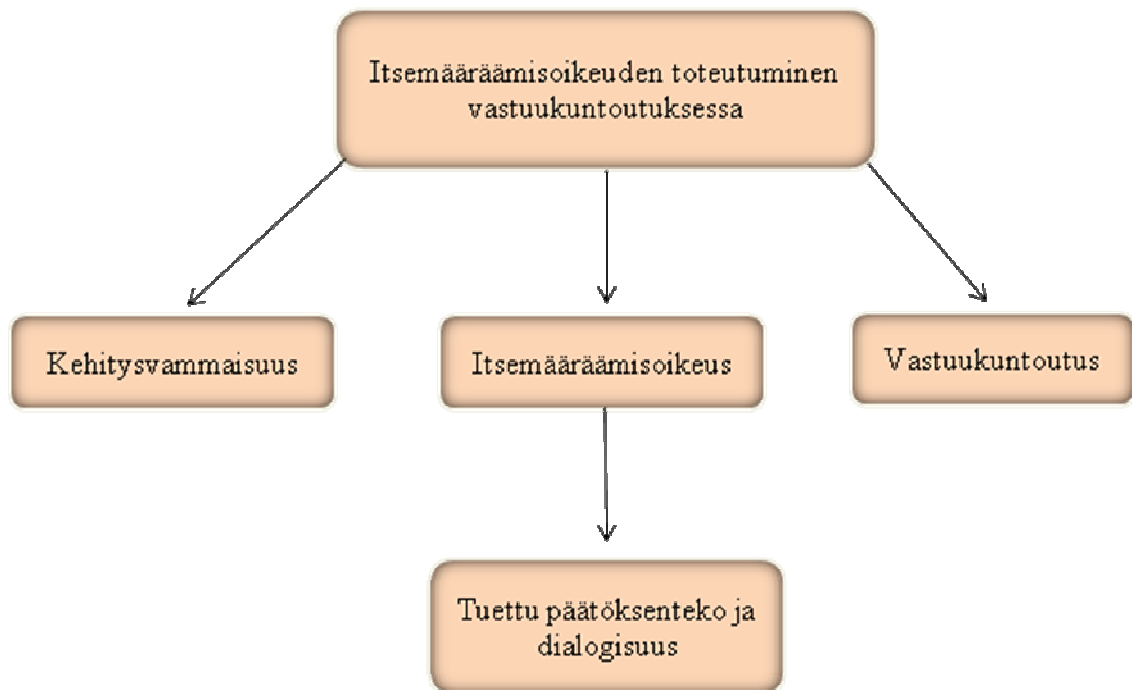 Itsemääräämisoikeuden toteutuminen
vastuukuntoutuksessa
Kehitysvammaisuus
Itsemääräämisoikeus
Vastuukuntoutus
Tuettu päätöksenteko ja
dialogisuus